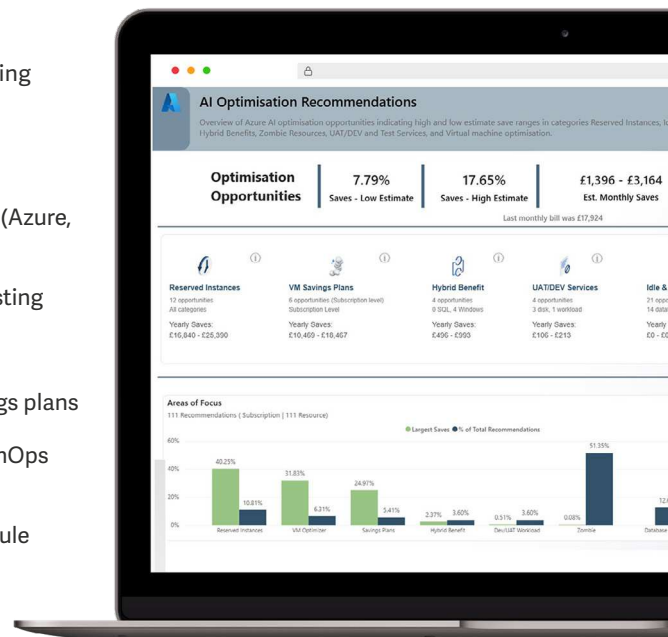 ing
(Azure,
sting
gs plans
nOps
ule
AI Optimisation Recommendations
Overview of Azure AI optimisation opportunities indicating high and low estimate save ranges in categories Reserved Instances,
Hybrid Benefits, Zombie Resources, UAT/DEV and Test Services, and Virtual machine optimisation.
Optimisation
Opportunities
7.79%
Saves - Low Estimate
17.65%
Saves - High Estimate
£1,396 - £3,164
Est. Monthly Saves
Last monthly bill was £17,924
Reserved Instances
12 opportunities
All categories
Yearly Saves:
£16,840 - £25,390
VM Savings Plans
6 opportunities (Subscription level)
Subscription Level
Yearly Saves:
£10,469 - £18,467
Hybrid Benefit
4 opportunities
0 SQL, 4 Windows
Yearly Saves:
£496 - £993
UAT/DEV Services
4 opportunities
3 disk, 1 workload
Yearly Saves:
£106 - £213
Idle &
21 oppo
14 data
Yearly
£0 - £0
Areas of Focus
111 Recommendations ( Subscription | 111 Resource)
Largest Saves % of Total Recommendations
60%
40%
20%
0%
40.25%
10.81%
31.83%
6.31%
24.97%
5.41%
2.37%
3.60%
0.51%
3.60%
0.08%
51.35%
12.
Reserved Instances
VM Optimizer
Savings Plans
Hybrid Benefit
Dev/UAT Workload
Zombie
Database